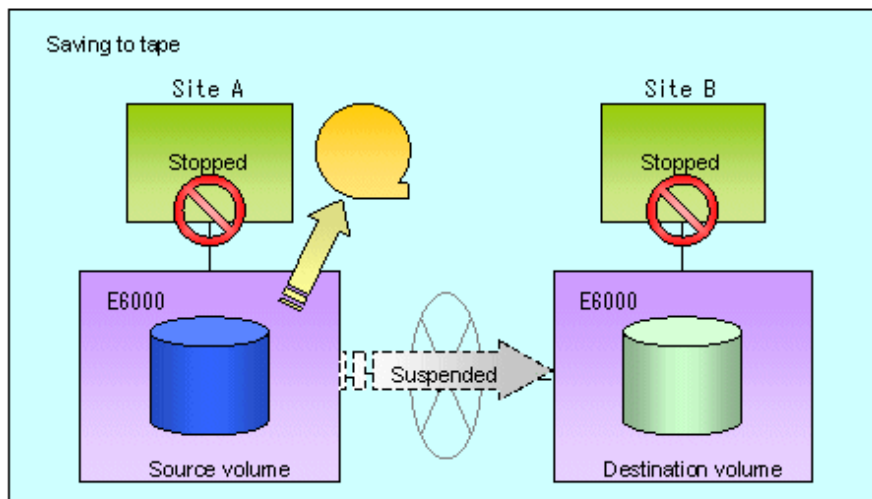 Saving to tape
Site A
Site B
Stopped
Stopped
E6000
E6000
Suspended
Source volume
Destination volume